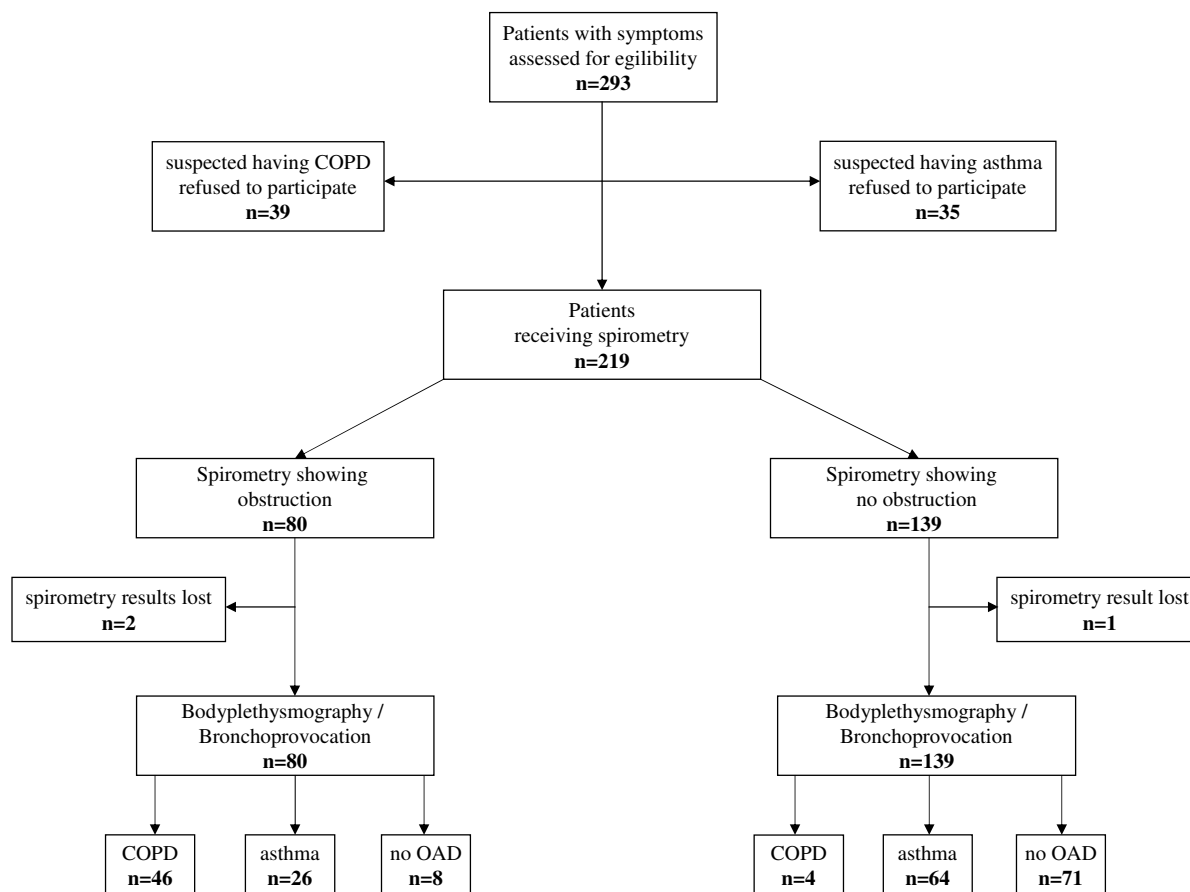 Patients with symptoms
assessed for egilibility
n=293
suspected having COPD
refused to participate
n=39
suspected having asthma
refused to participate
n=35
Patients
receiving spirometry
n=219
Spirometry showing
obstruction
n=80
Spirometry showing
no obstruction
n=139
spirometry results lost
n=2
spirometry result lost
n=1
Bodyplethysmography /
Bronchoprovocation
n=80
Bodyplethysmography /
Bronchoprovocation
n=139
COPD
n=46
asthma
n=26
no OAD
n=8
COPD
n=4
asthma
n=64
no OAD
n=71